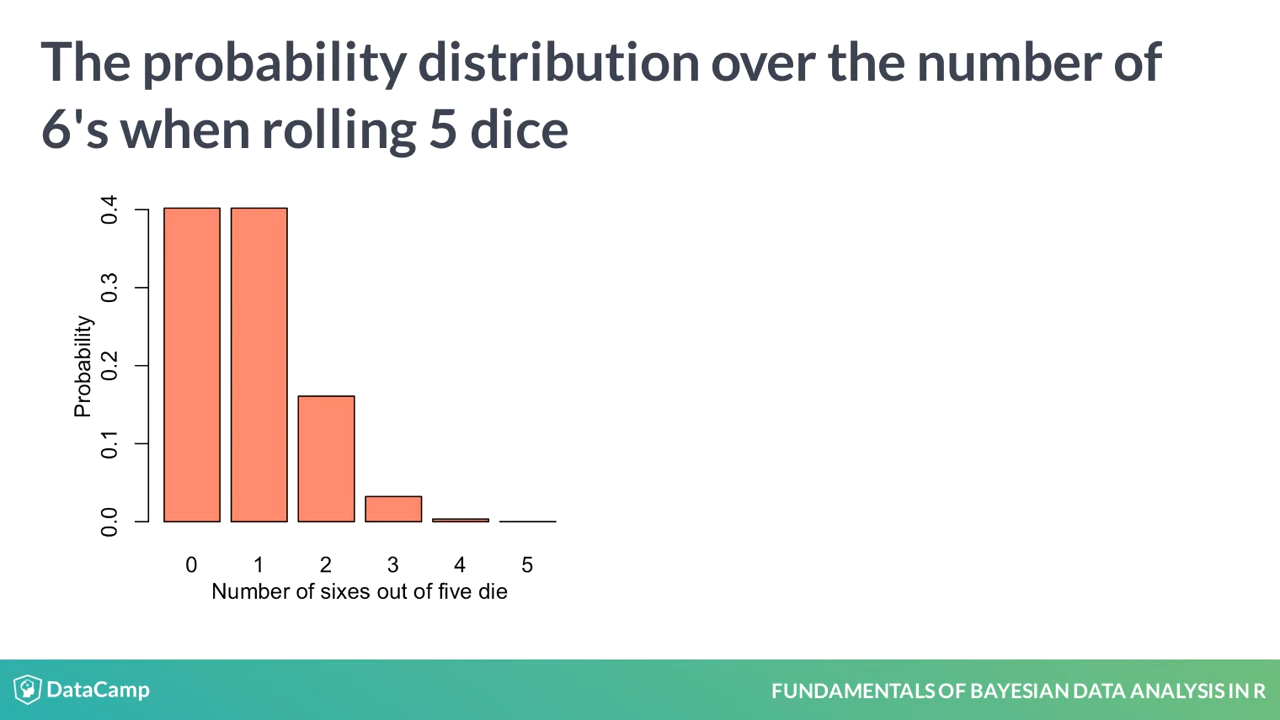 The probability distribution over the number of
6's when rolling 5 dice
0.4
0.3
0.2
0.1
0.0
Probability
0 1 2 3 4 5
Number of sixes out of five die
DataCamp
FUNDAMENTALS OF BAYESIAN DATA ANALYSIS IN R